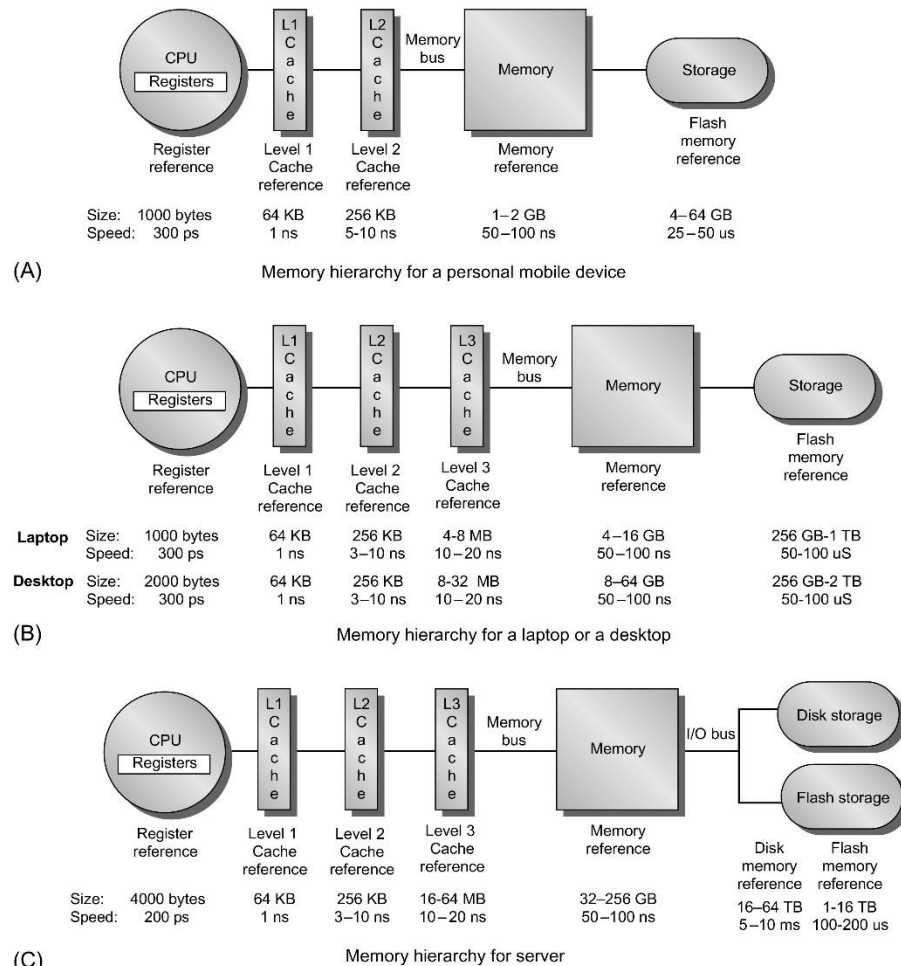 CPU
Registers
L1
Cache
L2
Cache
Memory
bus
Memory
Storage
Register
reference
Level 1
Cache
reference
Level 2
Cache
reference
Memory
reference
Flash
memory
reference
Size: 1000 bytes 64 KB 256 KB 1–2 GB 4–64 GB
Speed: 300 ps 1 ns 5-10 ns 50–100 ns 25–50 us
(A) Memory hierarchy for a personal mobile device
CPU
Registers
L1
Cache
L2
Cache
L3
Cache
Memory
bus
Memory
Storage
Register
reference
Level 1
Cache
reference
Level 2
Cache
reference
Level 3
Cache
reference
Memory
reference
Flash
memory
reference
Laptop Size: 1000 bytes 64 KB 256 KB 4-8 MB 4–16 GB 256 GB-1 TB
Speed: 300 ps 1 ns 3–10 ns 10–20 ns 50–100 ns 50-100 uS
Desktop Size: 2000 bytes 64 KB 256 KB 8-32 MB 8–64 GB 256 GB-2 TB
Speed: 300 ps 1 ns 3–10 ns 10–20 ns 50–100 ns 50-100 uS
(B) Memory hierarchy for a laptop or a desktop
CPU
Registers
L1
Cache
L2
Cache
L3
Cache
Memory
bus
Memory
I/O bus
Disk storage
Flash storage
Register
reference
Level 1
Cache
reference
Level 2
Cache
reference
Level 3
Cache
reference
Memory
reference
Disk
memory
reference
Flash
memory
reference
Size: 4000 bytes 64 KB 256 KB 16-64 MB 32–256 GB 16–64 TB 1-16 TB
Speed: 200 ps 1 ns 3–10 ns 10–20 ns 50–100 ns 5–10 ms 100-200 us
(C) Memory hierarchy for server